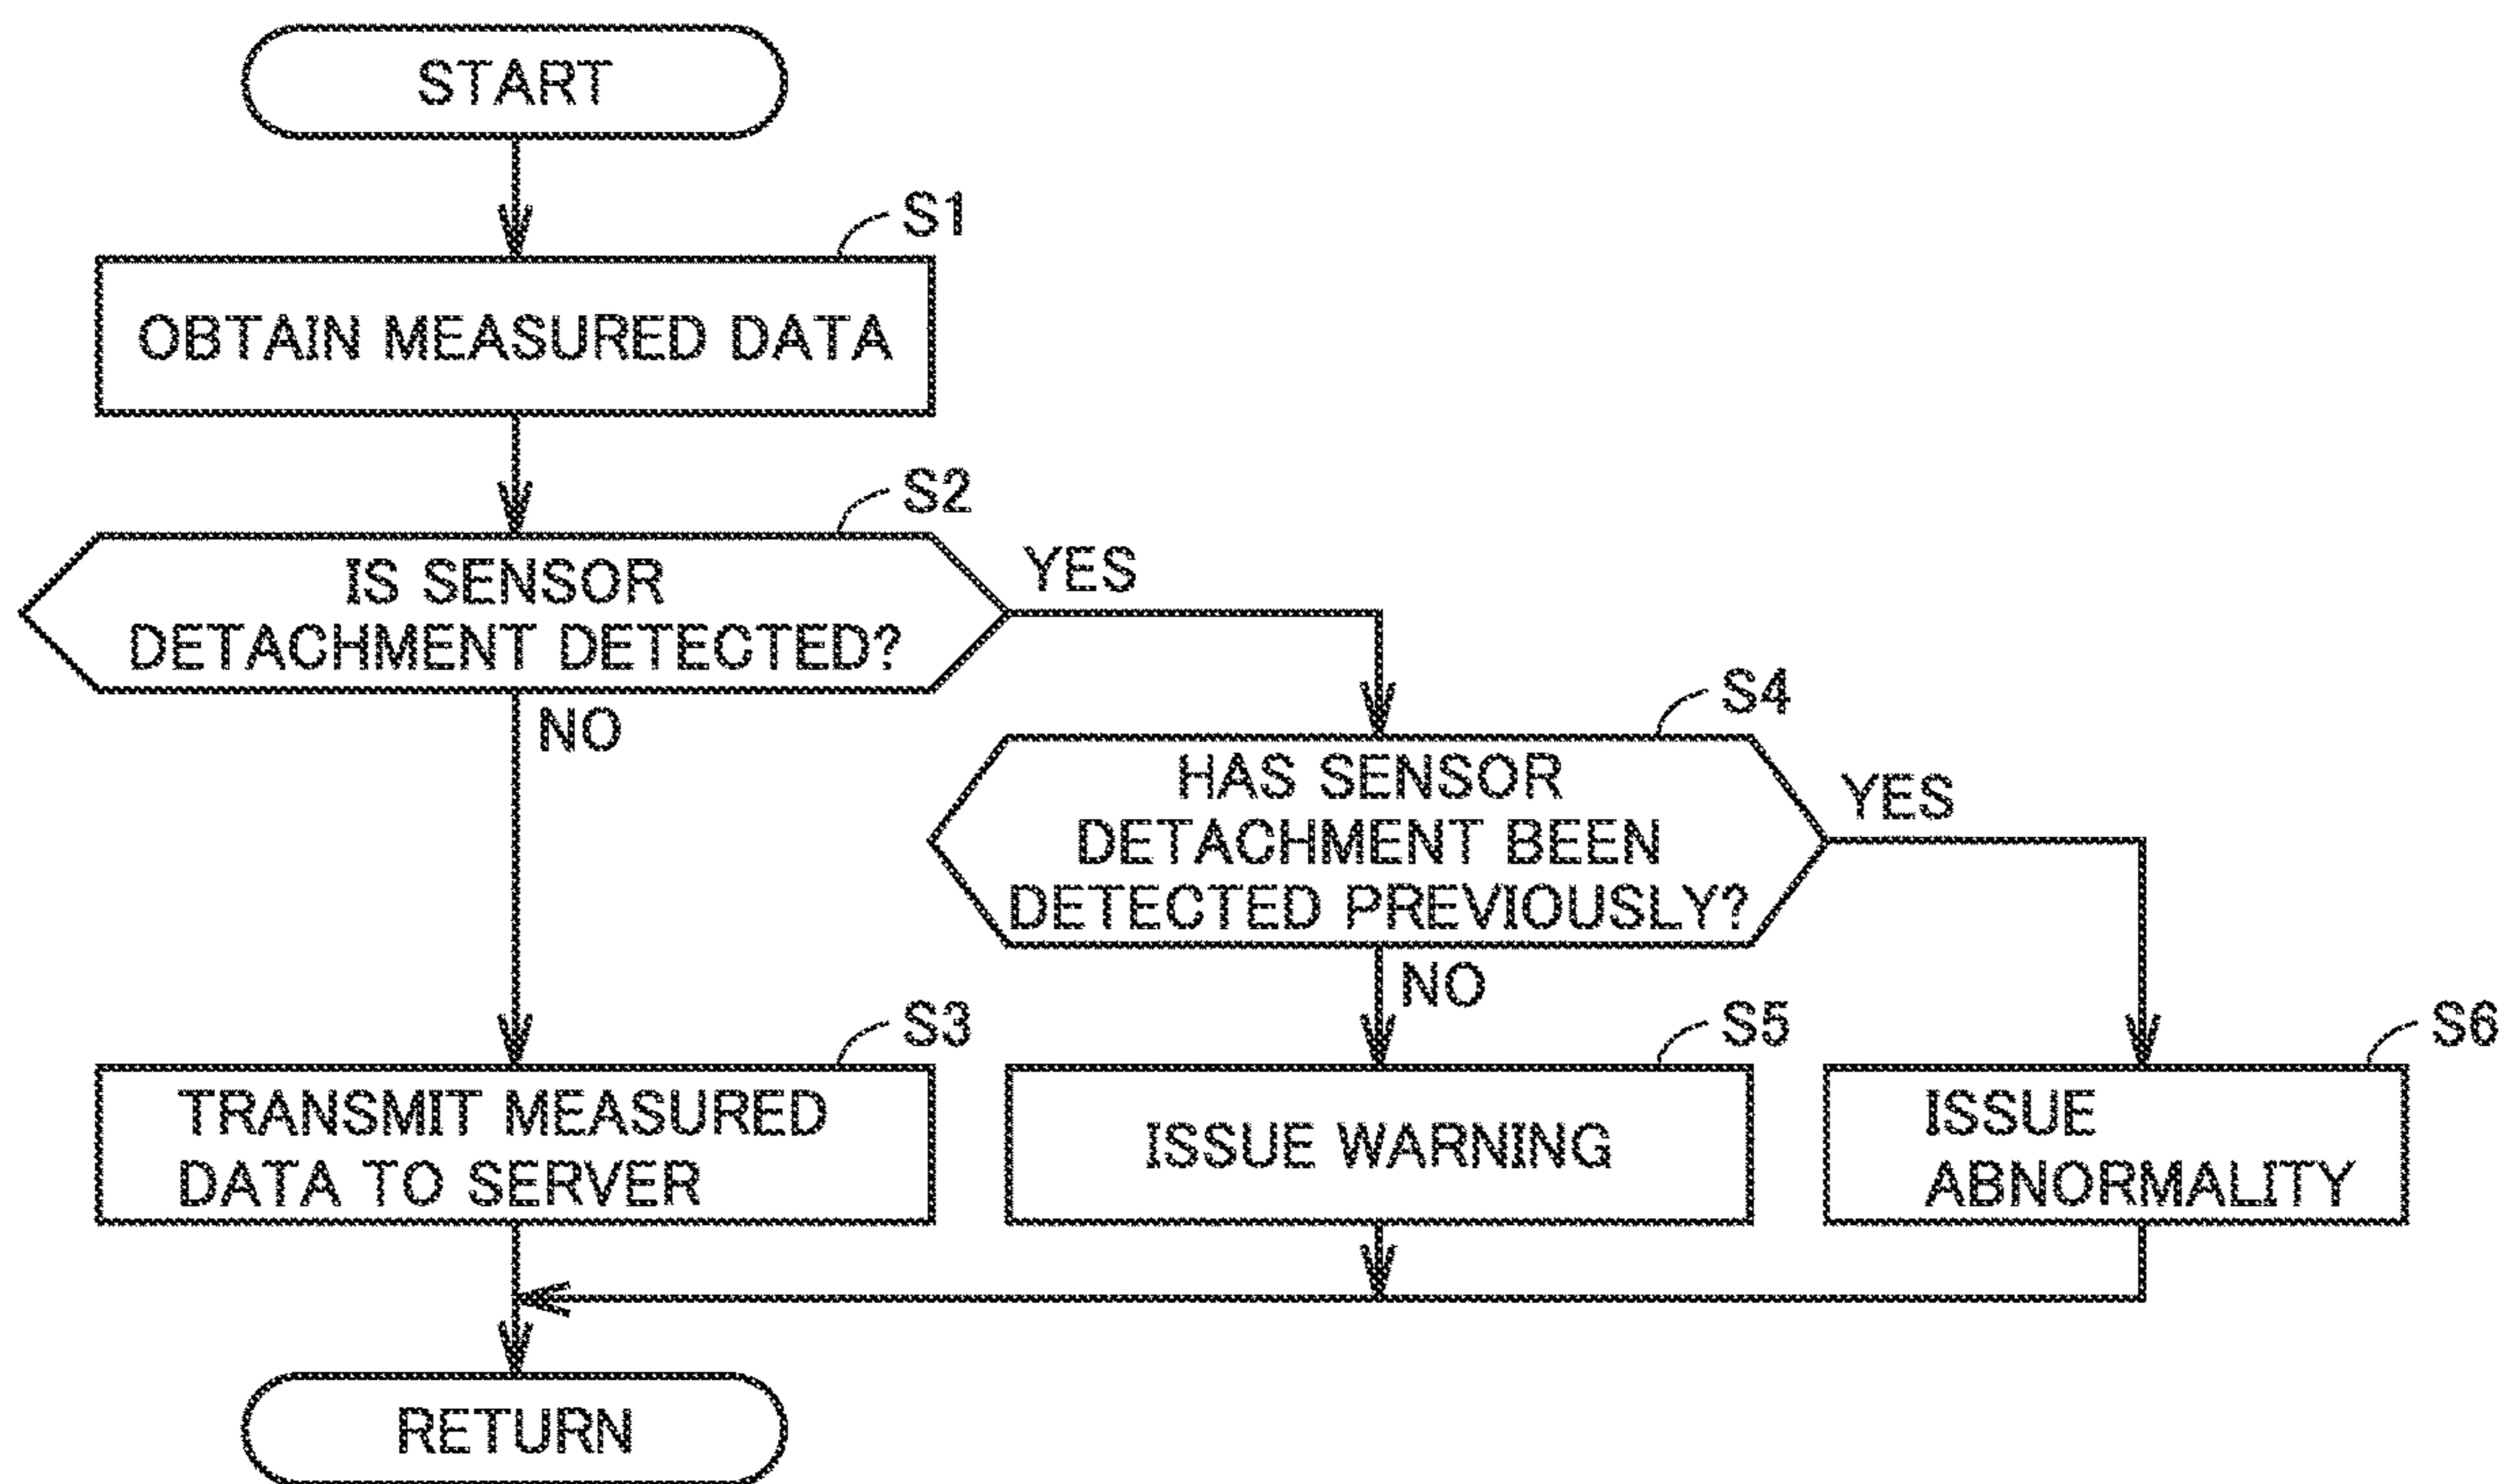 START
S1
OBTAIN MEASURED DATA
S2
IS SENSOR
DETACHMENT DETECTED?
YES
NO
S4
HAS SENSOR
DETACHMENT BEEN
DETECTED PREVIOUSLY?
YES
NO
S3
TRANSMIT MEASURED
DATA TO SERVER
S5
ISSUE WARNING
S6
ISSUE
ABNORMALITY
RETURN